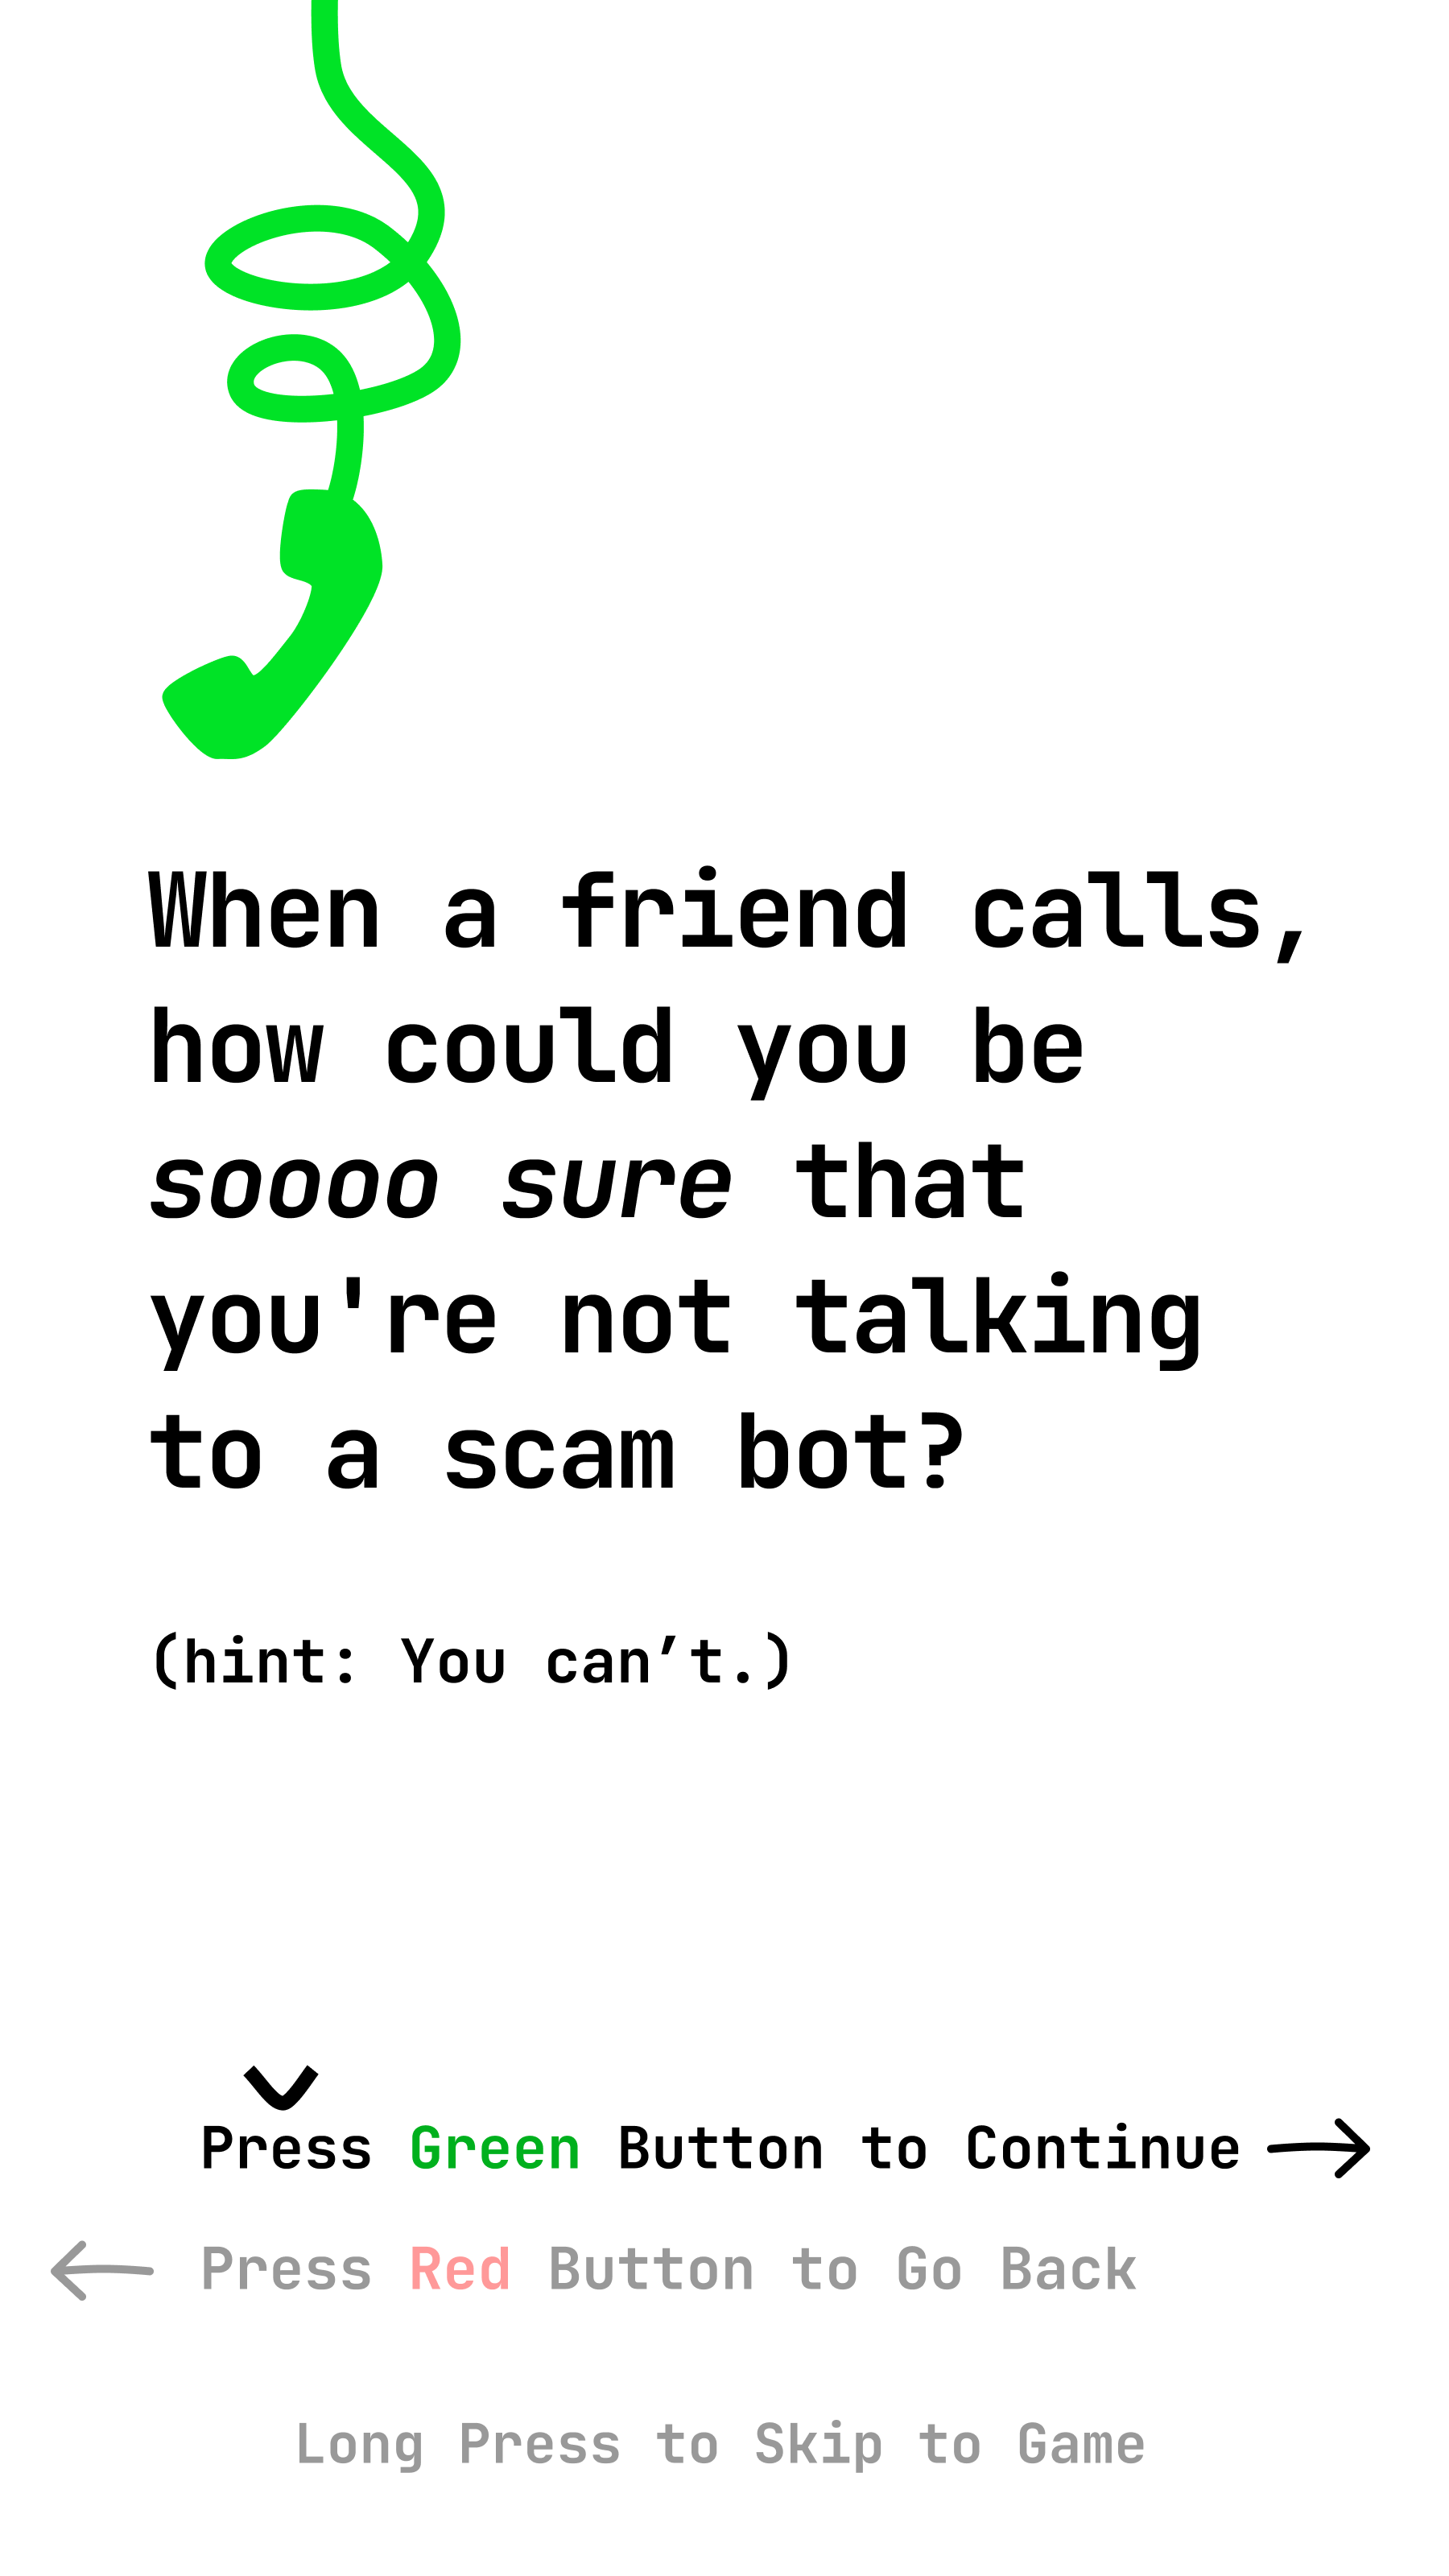 When a friend calls,
how could you be
soooo sure that
you're not talking
to a scam bot?
(hint: You can’t.)
Press Green Button to Continue
Press Red Button to Go Back
Long Press to Skip to Game